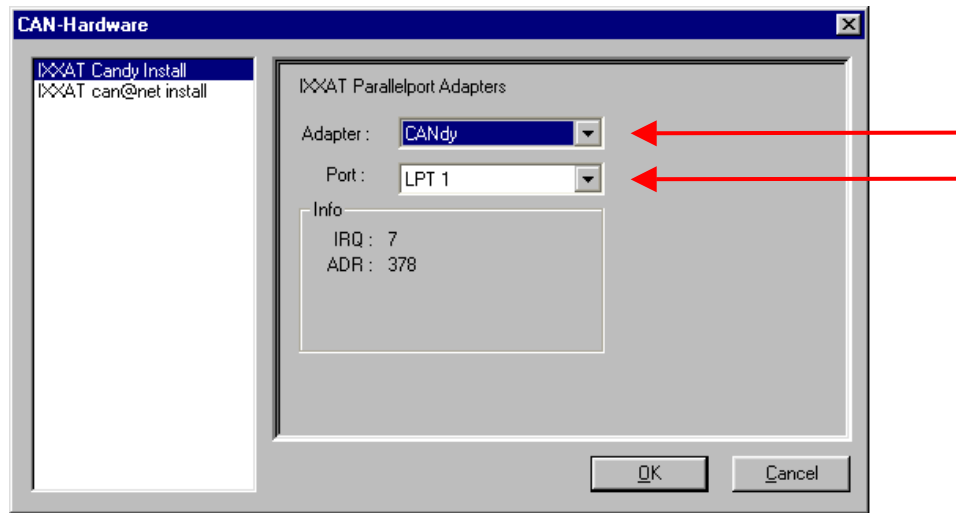 CAN-Hardware
IXXAT Candy Install
IXXAT can@net install
IXXAT Parallelport Adapters
Adapter : CANdy
Port : LPT 1
Info
IRQ : 7
ADR : 378
OK Cancel